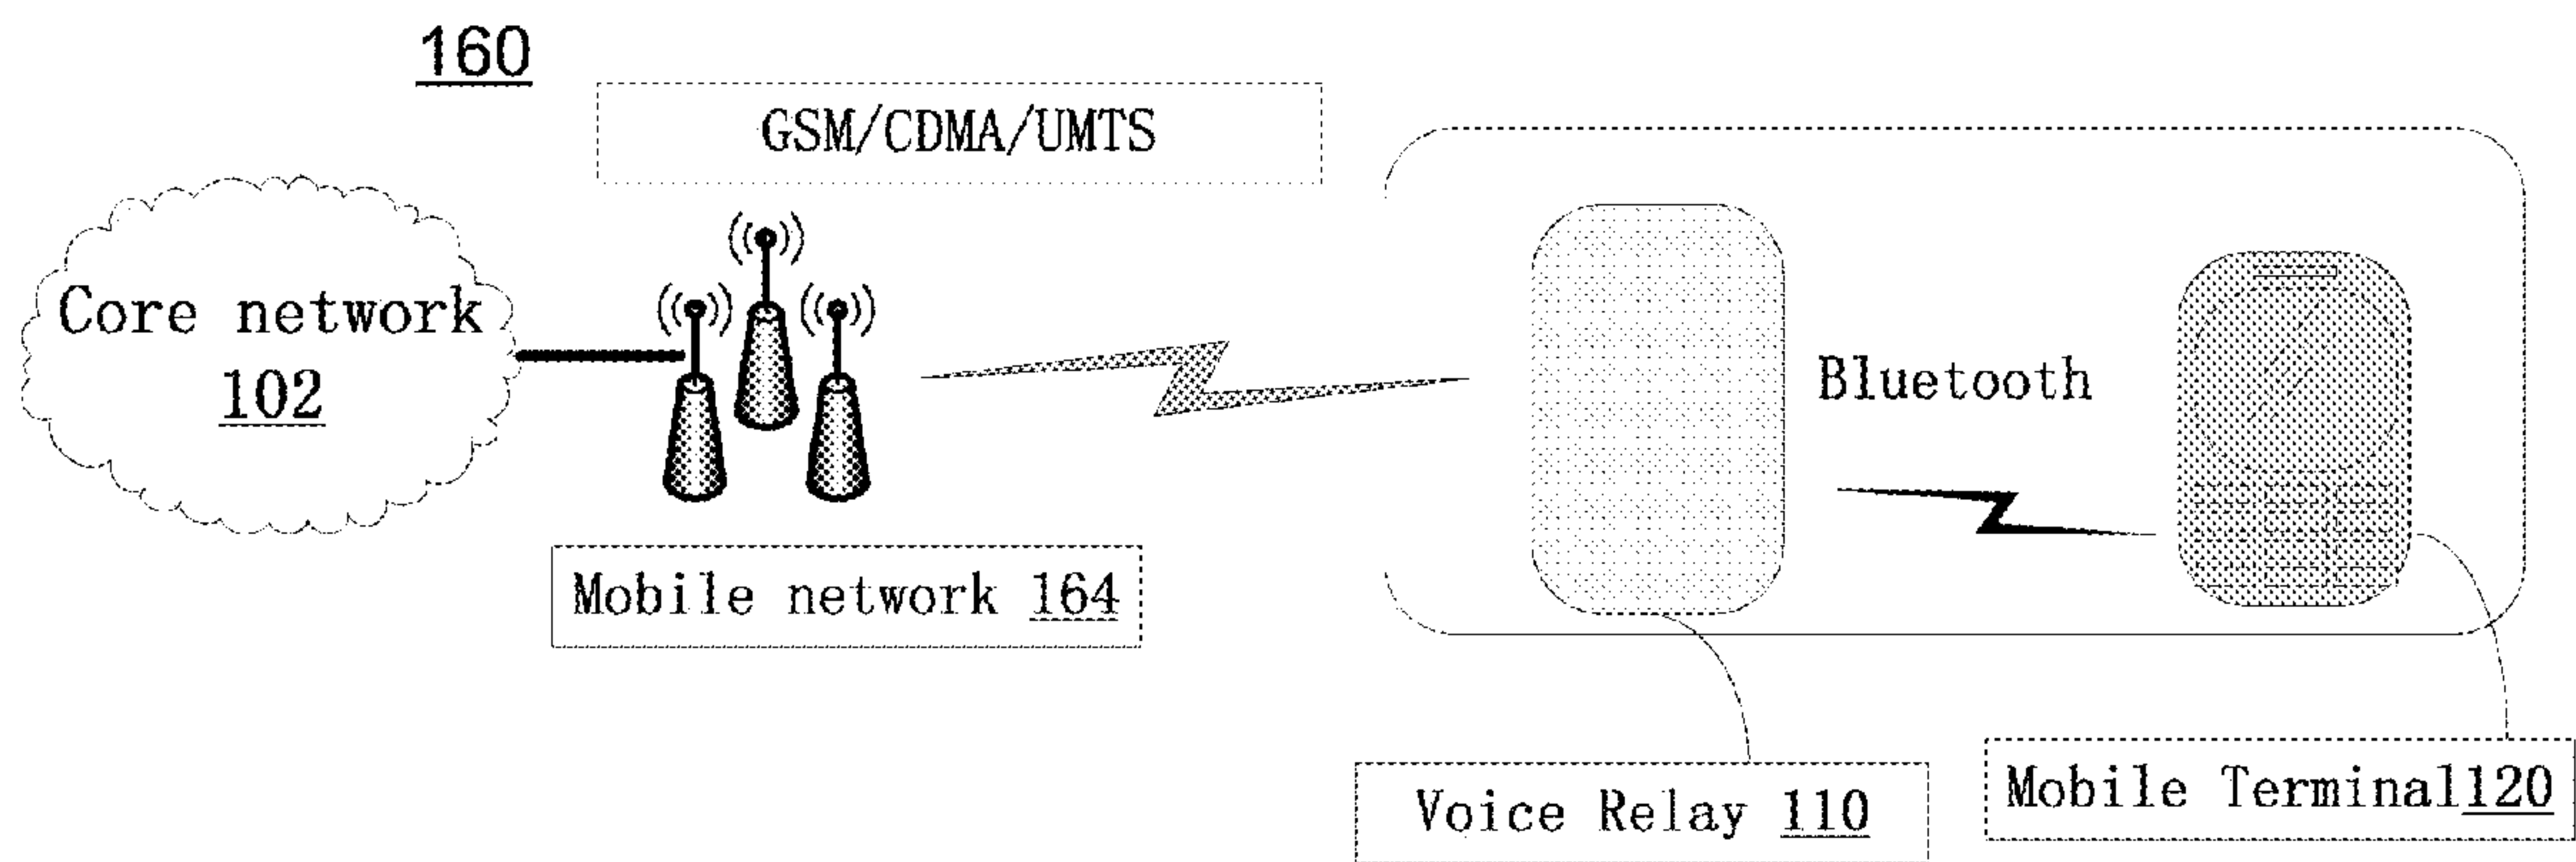 160
GSM/CDMA/UMTS
Core network
102
Bluetooth
Mobile network 164
Voice Relay 110
Mobile Terminal120